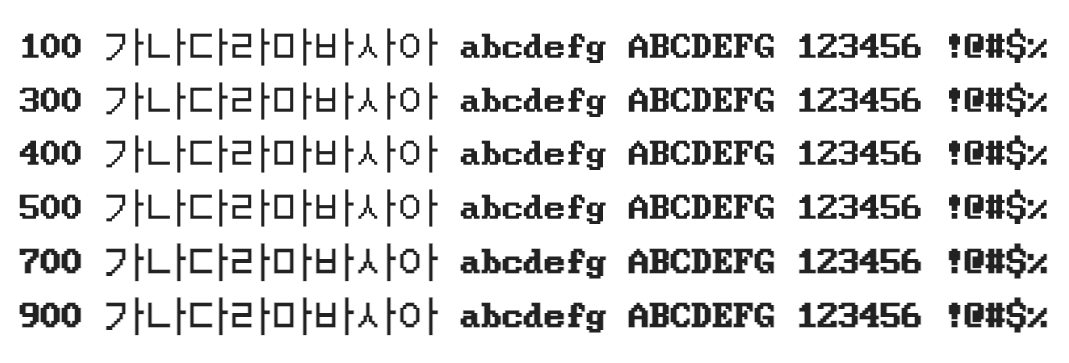 100 가나다라마바사아 abcdefg ABCDEFG 123456 !@#$%
300 가나다라마바사아 abcdefg ABCDEFG 123456 !@#$%
400 가나다라마바사아 abcdefg ABCDEFG 123456 !@#$%
500 가나다라마바사아 abcdefg ABCDEFG 123456 !@#$%
700 가나다라마바사아 abcdefg ABCDEFG 123456 !@#$%
900 가나다라마바사아 abcdefg ABCDEFG 123456 !@#$%